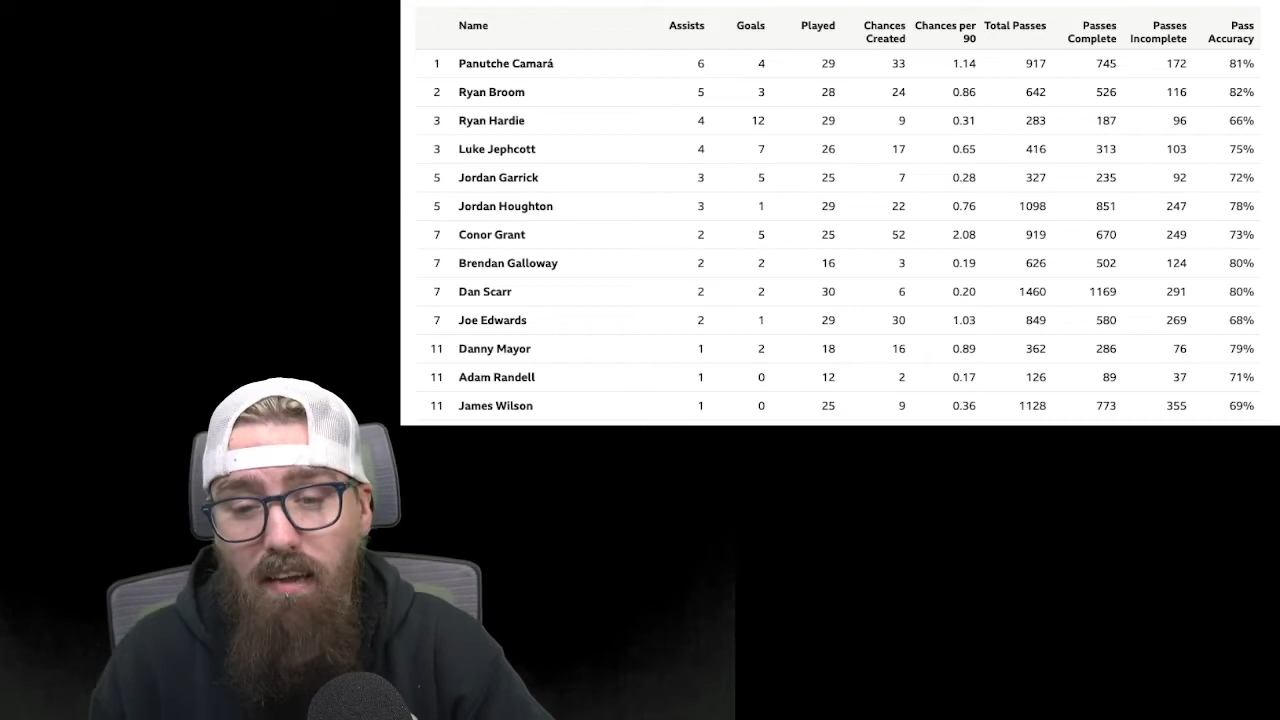 Name Assists Goals Played Chances Created Chances per 90 Total Passes Passes Complete Passes Incomplete Pass Accuracy
1 Panutche Camará 6 4 29 33 1.14 917 745 172 81%
2 Ryan Broom 5 3 28 24 0.86 642 526 116 82%
3 Ryan Hardie 4 12 29 9 0.31 283 187 96 66%
3 Luke Jephcott 4 7 26 17 0.65 416 313 103 75%
5 Jordan Garrick 3 5 25 7 0.28 327 235 92 72%
5 Jordan Houghton 3 1 29 22 0.76 1098 851 247 78%
7 Conor Grant 2 5 25 52 2.08 919 670 249 73%
7 Brendan Galloway 2 2 16 3 0.19 626 502 124 80%
7 Dan Scarr 2 2 30 6 0.20 1460 1169 291 80%
7 Joe Edwards 2 1 29 30 1.03 849 580 269 68%
11 Danny Mayor 1 2 18 16 0.89 362 286 76 79%
11 Adam Randell 1 0 12 2 0.17 126 89 37 71%
11 James Wilson 1 0 25 9 0.36 1128 773 355 69%